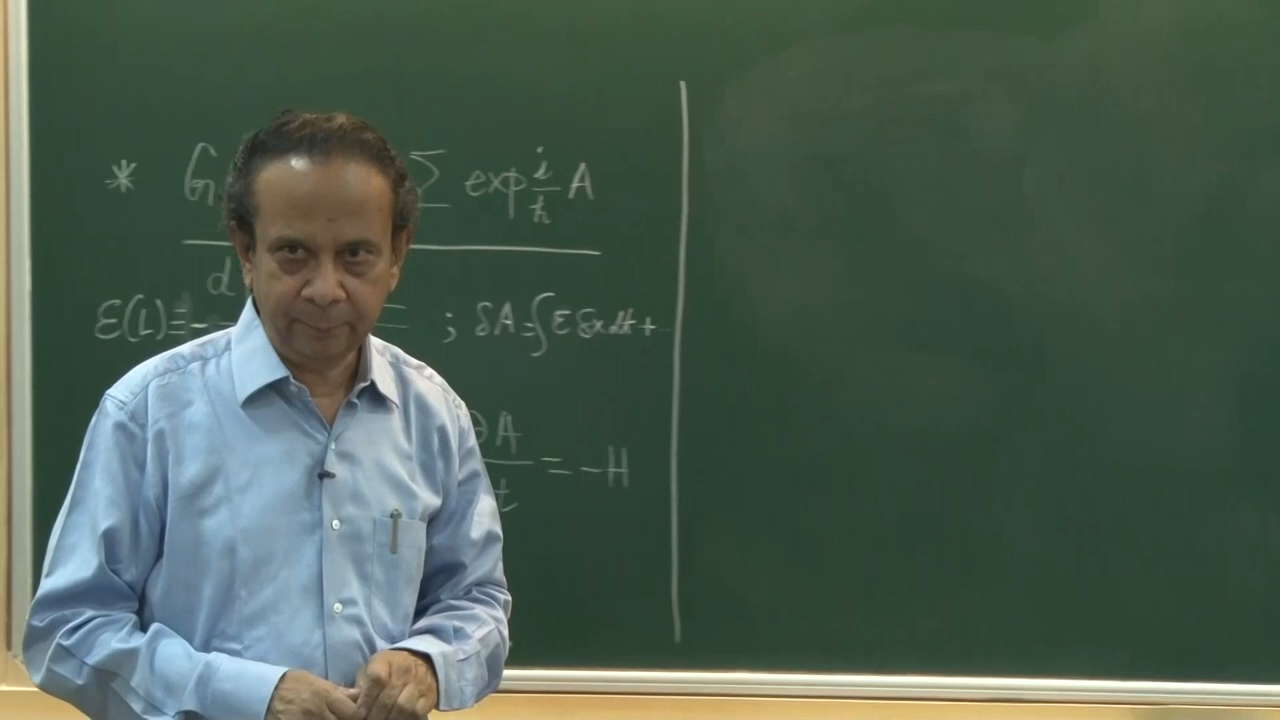 * G Σ exp i/ħ A
d
ε(L) ≡ - = ; δA = ∫ε δx dt + ..
∂A/t = -H